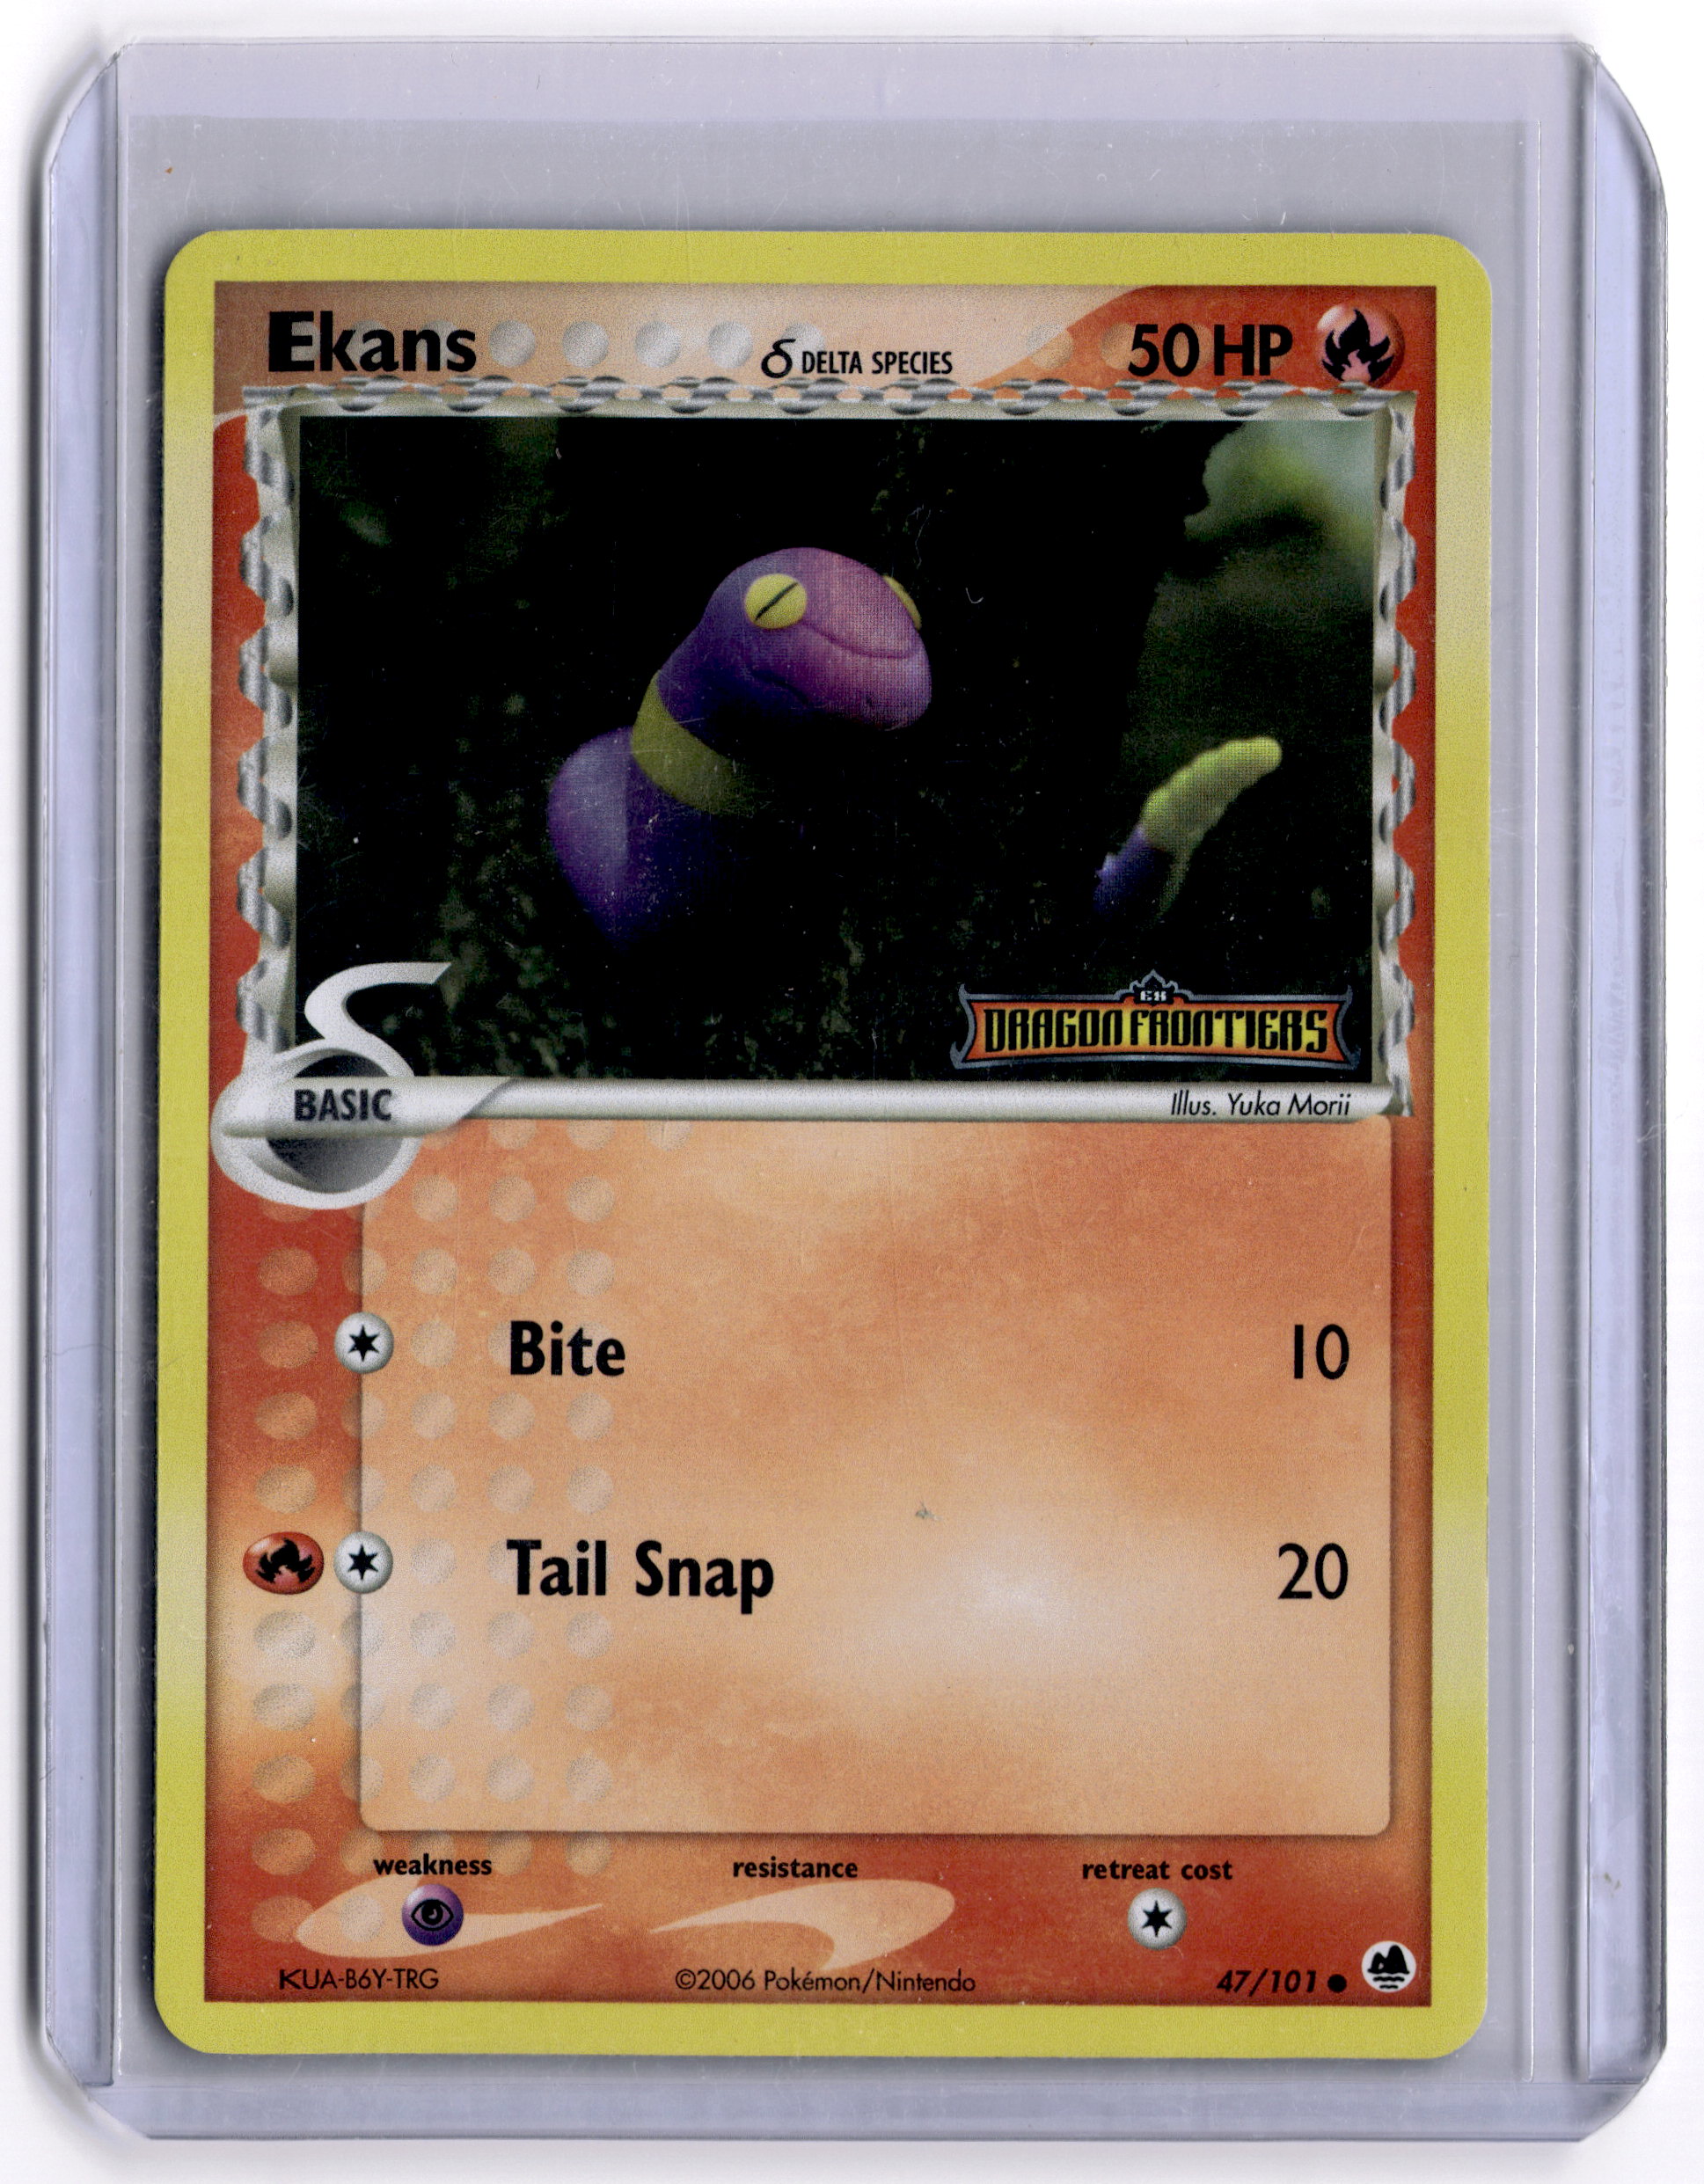 Ekans δ DELTA SPECIES 50 HP
EX
DRAGON FRONTIERS
BASIC
Illus. Yuka Morii
Bite 10
Tail Snap 20
weakness resistance retreat cost
KUA-B6Y-TRG ©2006 Pokémon/Nintendo 47/101